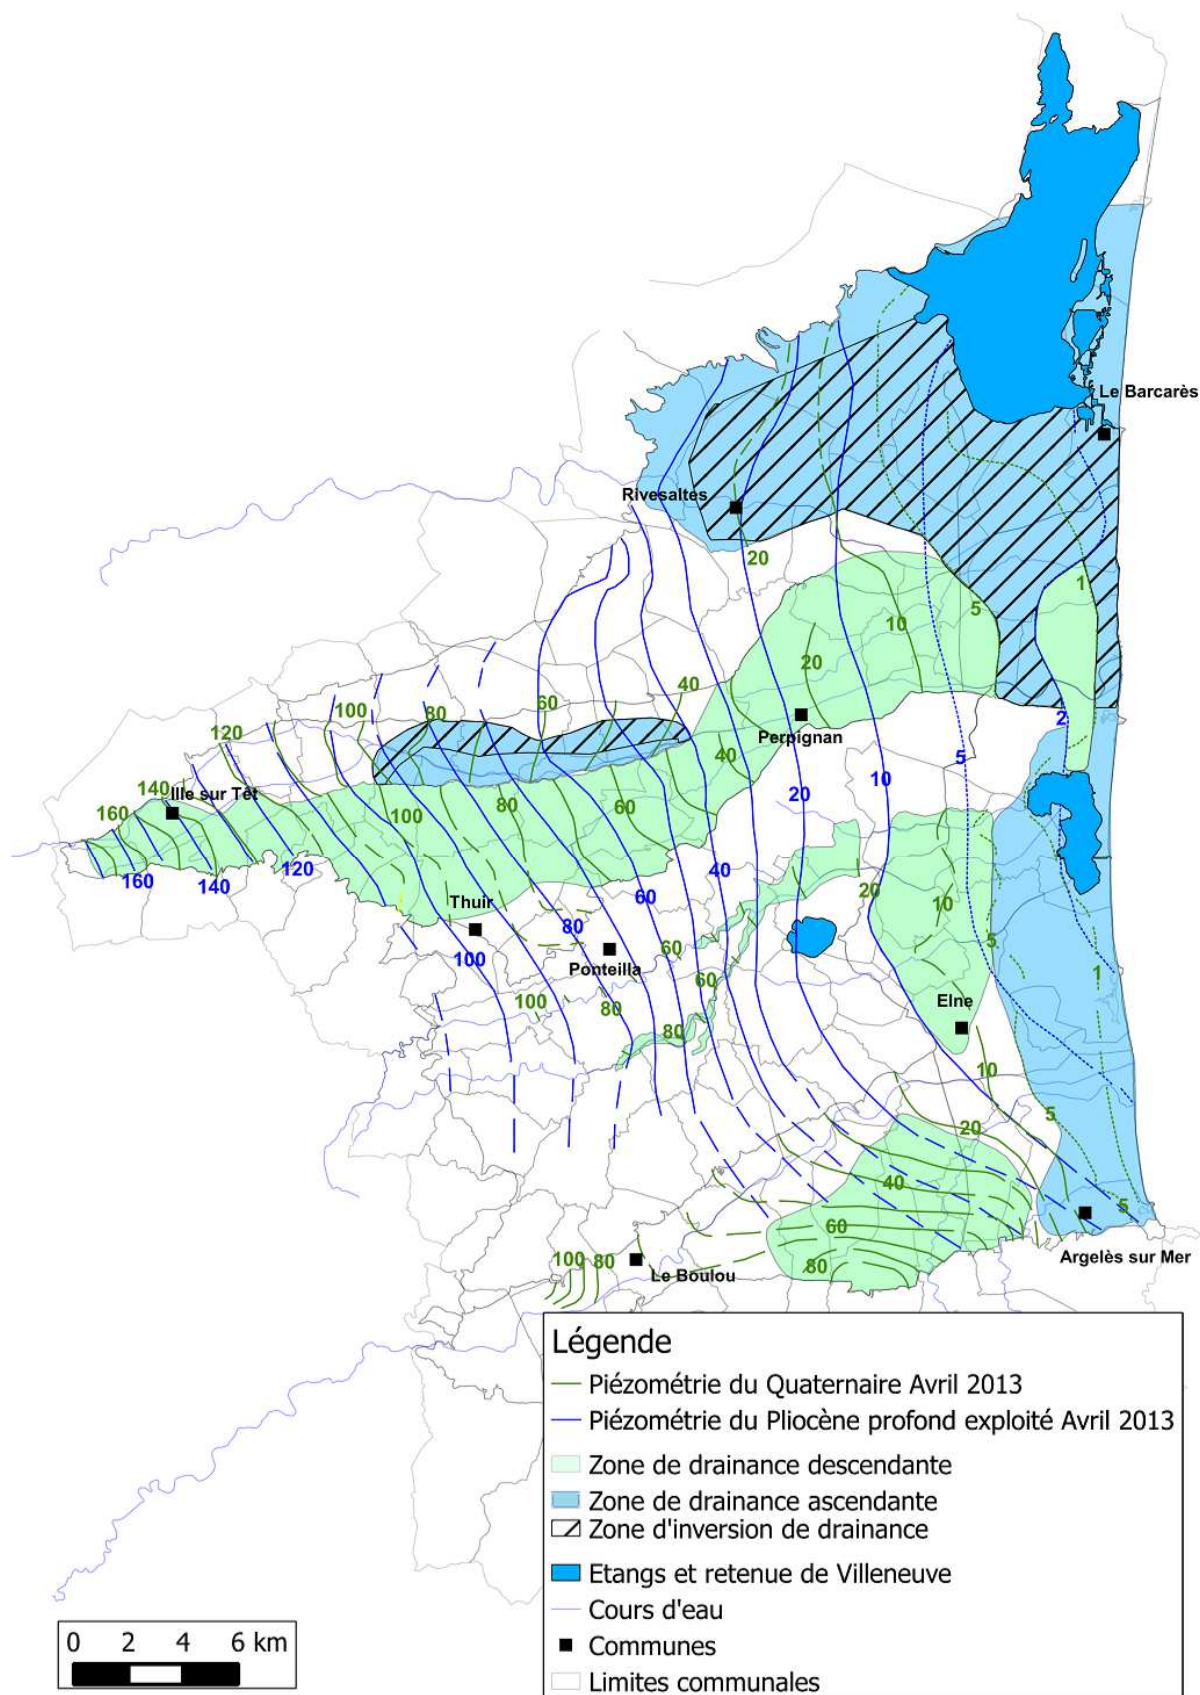 Le Barcarès
Rivesaltes
20
1
5
10
20
40
60
80
100
120
2
Perpignan
40
5
10
20
140
Ille sur Têt
160
80
60
100
160
140
120
40
60
20
Thuir
10
80
60
5
100
Ponteilla
60
1
100
80
Elne
80
10
5
20
40
5
60
Argelès sur Mer
100
80
Le Boulou
80
Légende
Piézométrie du Quaternaire Avril 2013
Piézométrie du Pliocène profond exploité Avril 2013
Zone de drainance descendante
Zone de drainance ascendante
Zone d'inversion de drainance
Etangs et retenue de Villeneuve
Cours d'eau
Communes
Limites communales
0 2 4 6 km